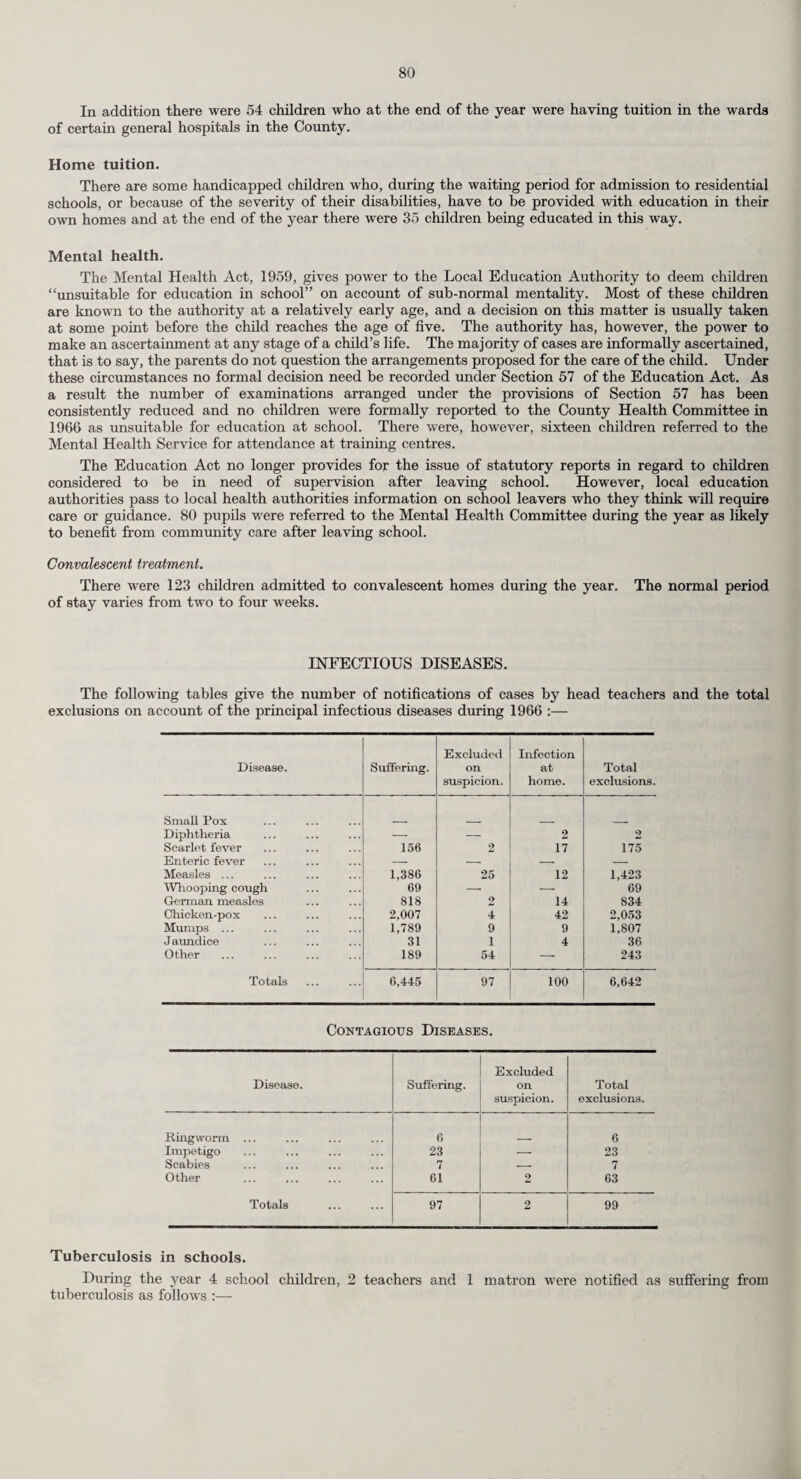 80
In addition there were 54 children who at the end of the year were having tuition in the wards
of certain general hospitals in the County.
Home tuition.
There are some handicapped children who, during the waiting period for admission to residential
schools, or because of the severity of their disabilities, have to be provided with education in their
own homes and at the end of the year there were 35 children being educated in this way.
Mental health.
The Mental Health Act, 1959, gives power to the Local Education Authority to deem children
“unsuitable for education in school” on account of sub-normal mentality. Most of these children
are known to the authority at a relatively early age, and a decision on this matter is usually taken
at some point before the child reaches the age of five. The authority has, however, the power to
make an ascertainment at any stage of a child’s life. The majority of cases are informally ascertained,
that is to say, the parents do not question the arrangements proposed for the care of the child. Under
these circumstances no formal decision need be recorded under Section 57 of the Education Act. As
a result the number of examinations arranged under the provisions of Section 57 has been
consistently reduced and no children were formally reported to the County Health Committee in
1966 as unsuitable for education at school. There were, however, sixteen children referred to the
Mental Health Service for attendance at training centres.
The Education Act no longer provides for the issue of statutory reports in regard to children
considered to be in need of supervision after leaving school. However, local education
authorities pass to local health authorities information on school leavers who they think will require
care or guidance. 80 pupils were referred to the Mental Health Committee during the year as likely
to benefit from community care after leaving school.
Convalescent treatment.
There were 123 children admitted to convalescent homes during the year. The normal period
of stay varies from two to four weeks.
INFECTIOUS DISEASES.
The following tables give the number of notifications of cases by head teachers and the total
exclusions on account of the principal infectious diseases during 1966 :—
Disease. Suffering. Excluded on suspicion. Infection at home. Total exclusions.
Small Pox ... ... ... — — — —
Diphtheria ... ... ... — — 2 2
Scarlet fever ... ... ... 156 2 17 175
Enteric fever ... ... ... — — — —
Measles ... ... ... ... 1,386 25 12 1,423
Whooping cough ... ... 69 — — 69
German measles ... ... 818 2 14 834
Chicken-pox ... ... ... 2,007 4 42 2,053
Mumps ... ... ... ... 1,789 9 9 1,807
Jaundice ... ... ... 31 1 4 36
Other ... ... ... ... 189 54 — 243
Totals ... ... 6,445 97 100 6,642
CONTAGIOUS DISEASES.
Disease. Suffering. Excluded on suspicion. Total exclusions.
Ringworm ... ... ... ... 6 — 6
Impetigo ... ... ... ... 23 — 23
Scabies ... ... ... ... 7 — 7
Other ... ... ... ... 61 2 63
Totals ... ... 97 2 99
Tuberculosis in schools.
During the year 4 school children, 2 teachers and 1 matron were notified as suffering from
tuberculosis as follows :—